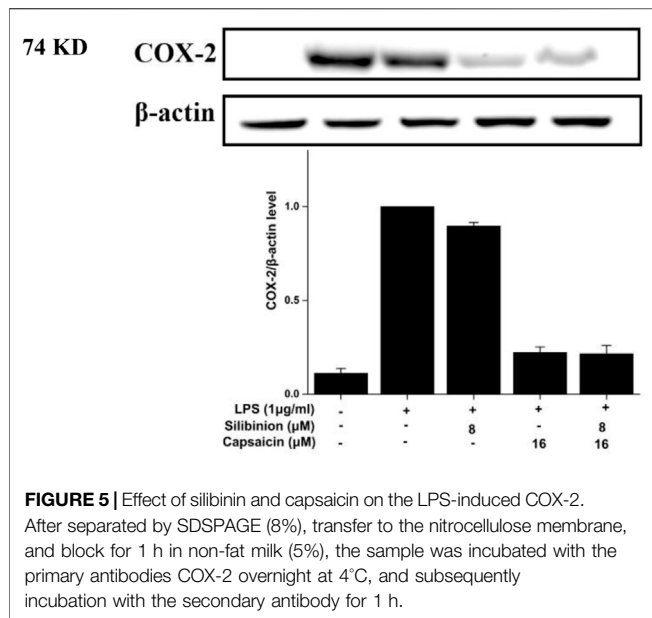 74 KD COX-2
β-actin
COX-2/β-actin level
1.0
0.5
0.0
LPS (1μg/ml) - + + + +
Silibinion (μM) - - 8 - 8
Capsaicin (μM) - - - 16 16
FIGURE 5 | Effect of silibinin and capsaicin on the LPS-induced COX-2.
After separated by SDSPAGE (8%), transfer to the nitrocellulose membrane,
and block for 1 h in non-fat milk (5%), the sample was incubated with the
primary antibodies COX-2 overnight at 4°C, and subsequently
incubation with the secondary antibody for 1 h.